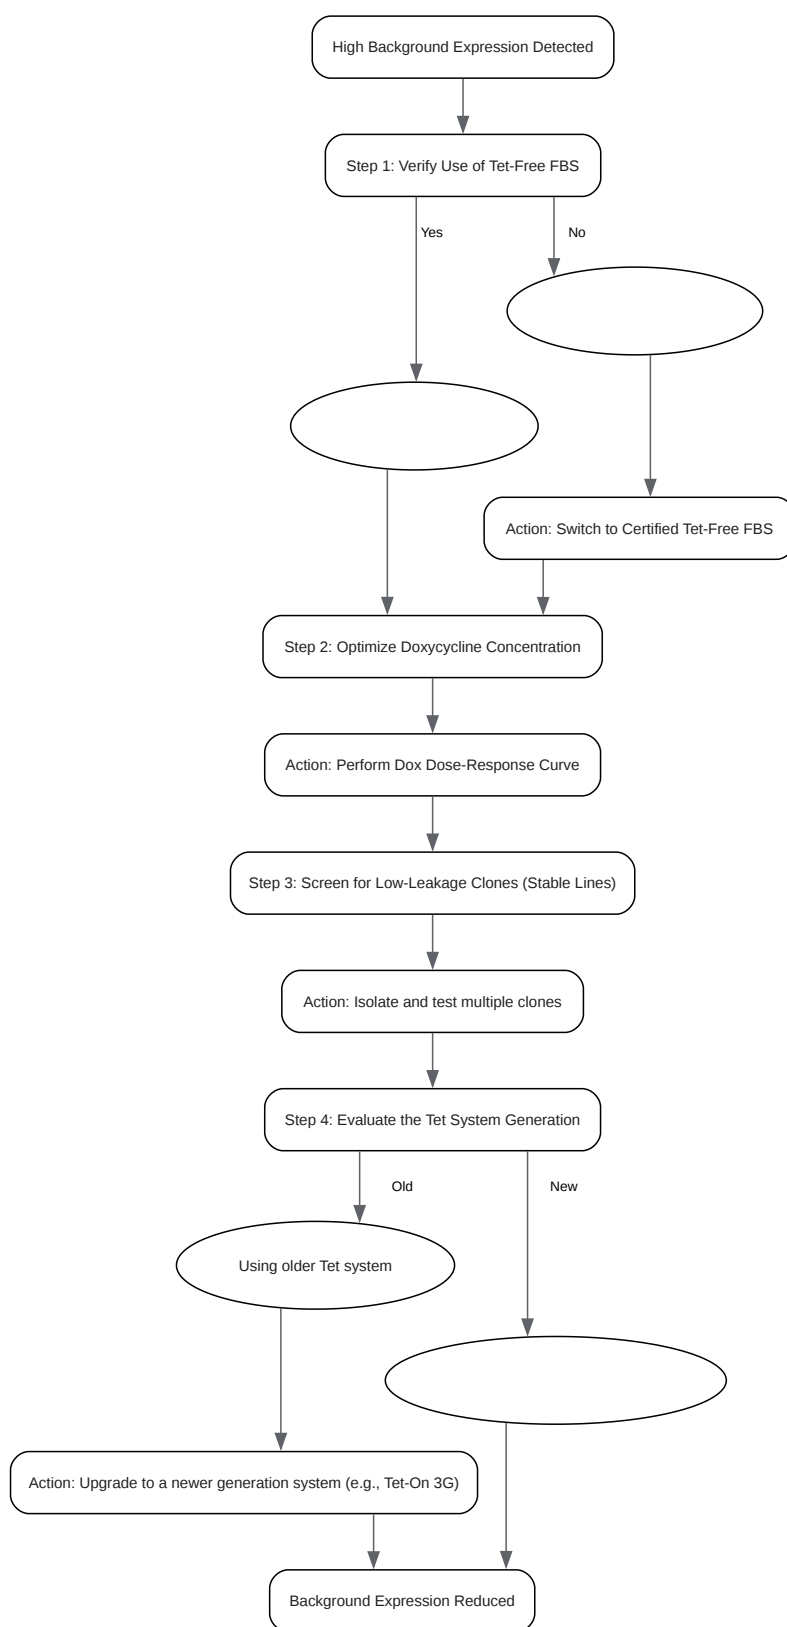 High Background Expression Detected
Step 1: Verify Use of Tet-Free FBS
Yes
No
Action: Switch to Certified Tet-Free FBS
Step 2: Optimize Doxycycline Concentration
Action: Perform Dox Dose-Response Curve
Step 3: Screen for Low-Leakage Clones (Stable Lines)
Action: Isolate and test multiple clones
Step 4: Evaluate the Tet System Generation
Old
New
Using older Tet system
Action: Upgrade to a newer generation system (e.g., Tet-On 3G)
Background Expression Reduced